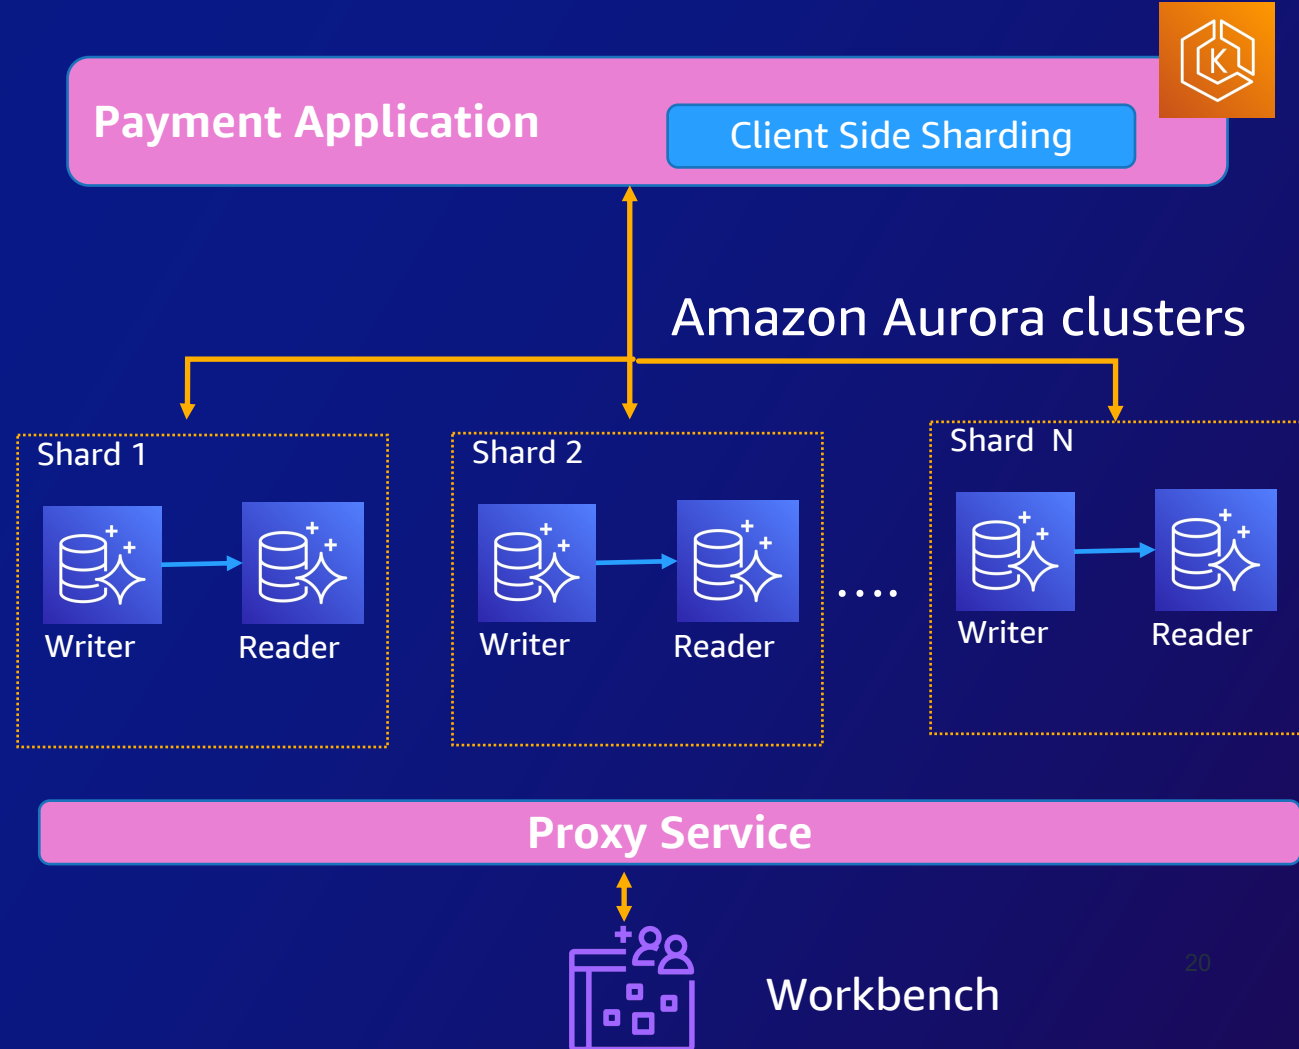 K
Payment Application
Client Side Sharding
Amazon Aurora clusters
Shard 1
Shard 2
Shard N
....
Writer
Reader
Writer
Reader
Writer
Reader
Proxy Service
20
Workbench